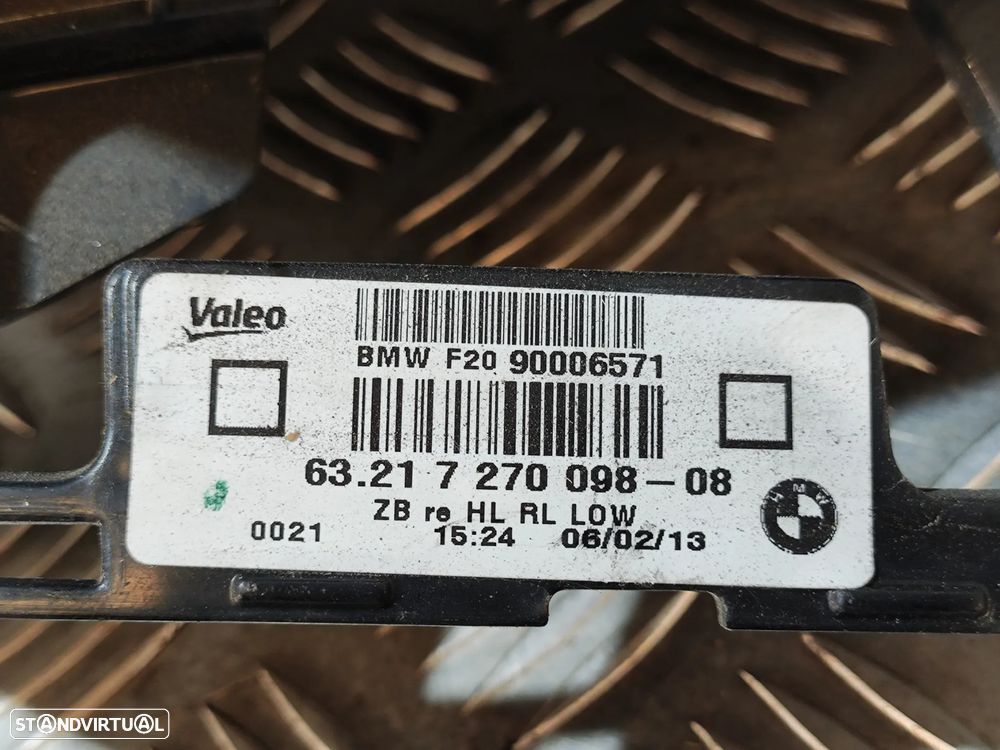 Valeo
BMW F20 90006571
63.21 7 270 098-08
ZB re HL RL LOW
0021 15:24 06/02/13
BMW
STANDVIRTUAL